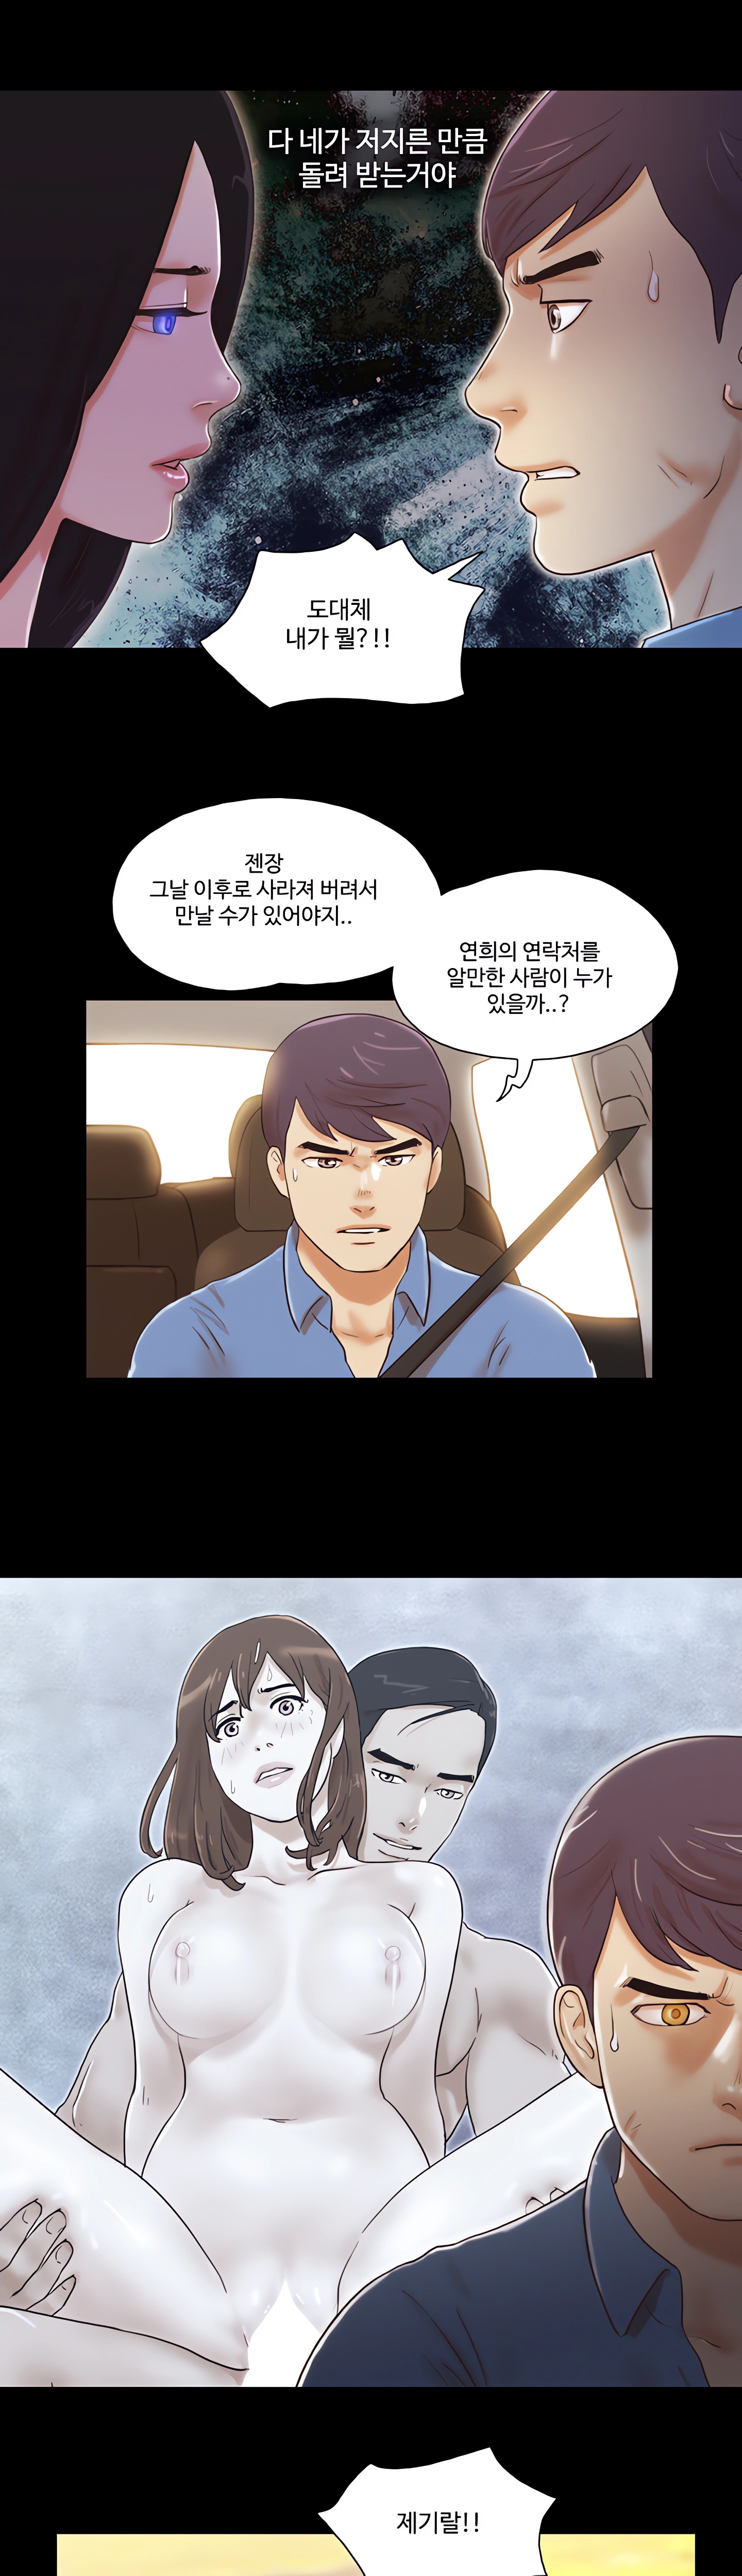 다 네가 저지른 만큼
돌려 받는거야
도대체
내가 뭘?!!
젠장
그날 이후로 사라져 버려서
만날 수가 있어야지..
연희의 연락처를
알만한 사람이 누가
있을까..?
제기랄!!